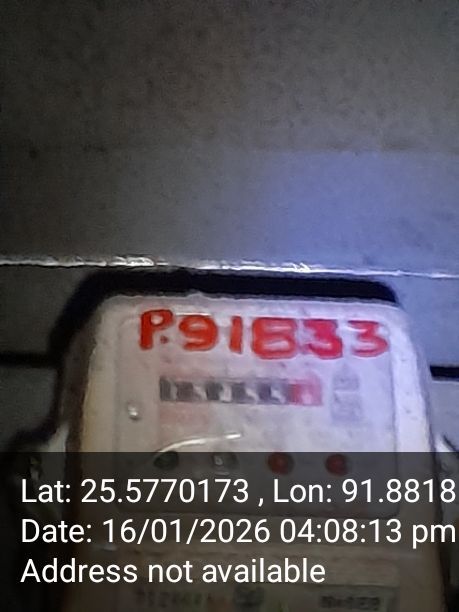 P.91833
Lat: 25.5770173 , Lon: 91.8818
Date: 16/01/2026 04:08:13 pm
Address not available